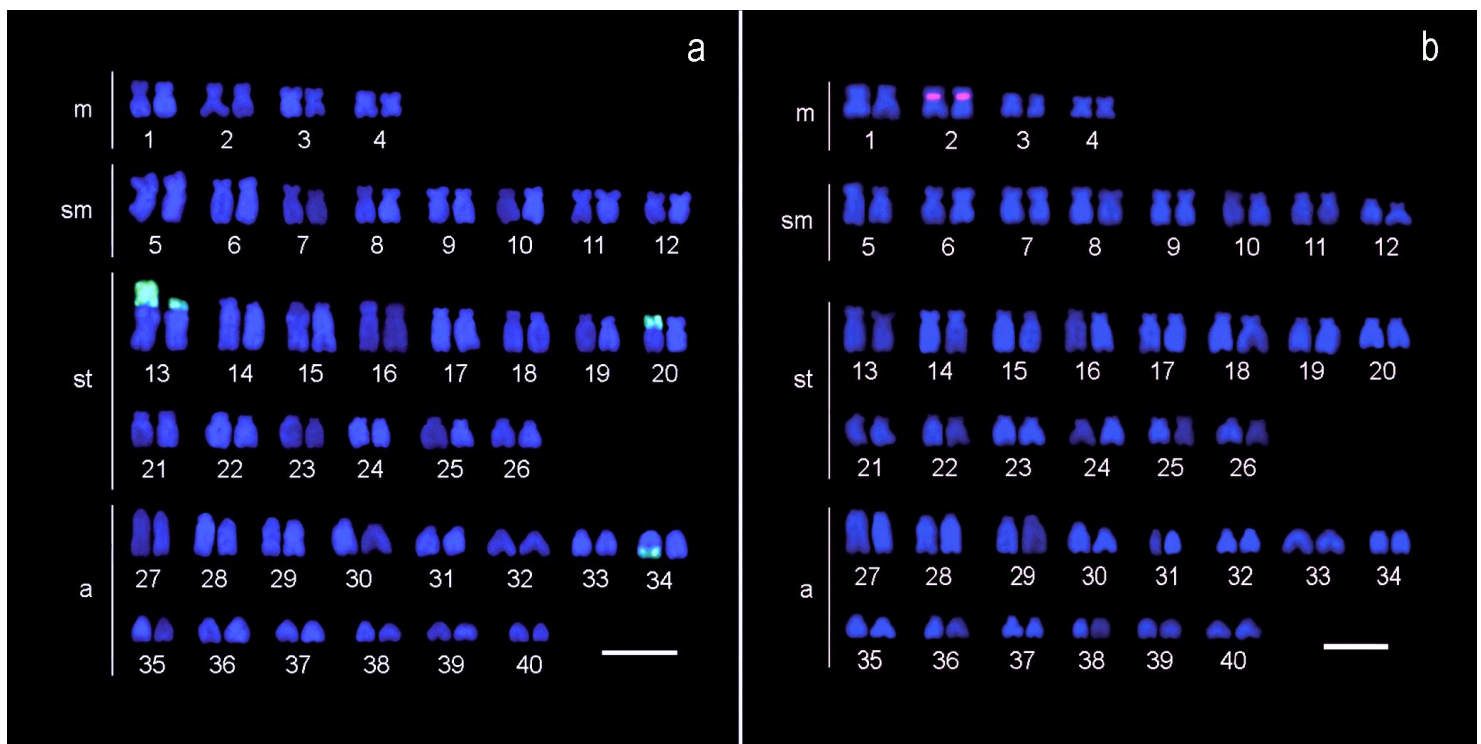 a
m
1 2 3 4
sm
5 6 7 8 9 10 11 12
st
13 14 15 16 17 18 19 20
21 22 23 24 25 26
a
27 28 29 30 31 32 33 34
35 36 37 38 39 40
b
m
1 2 3 4
sm
5 6 7 8 9 10 11 12
st
13 14 15 16 17 18 19 20
21 22 23 24 25 26
a
27 28 29 30 31 32 33 34
35 36 37 38 39 40